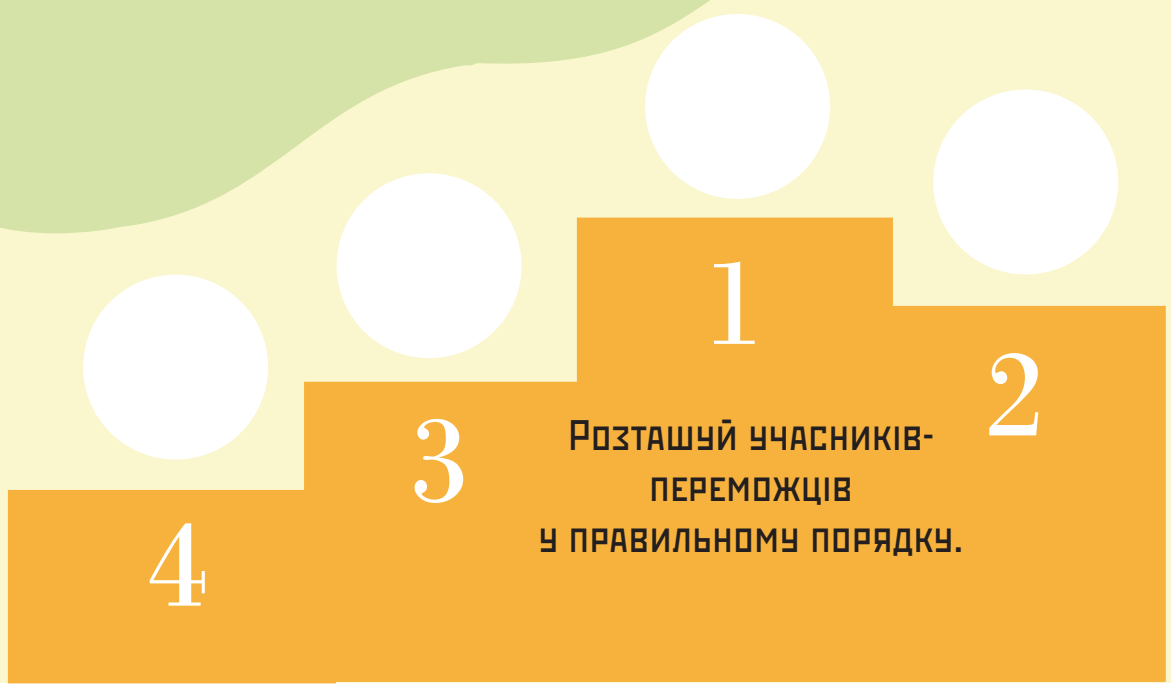 1
2
3
4
Розташуй учасників-
переможців
у правильному порядку.